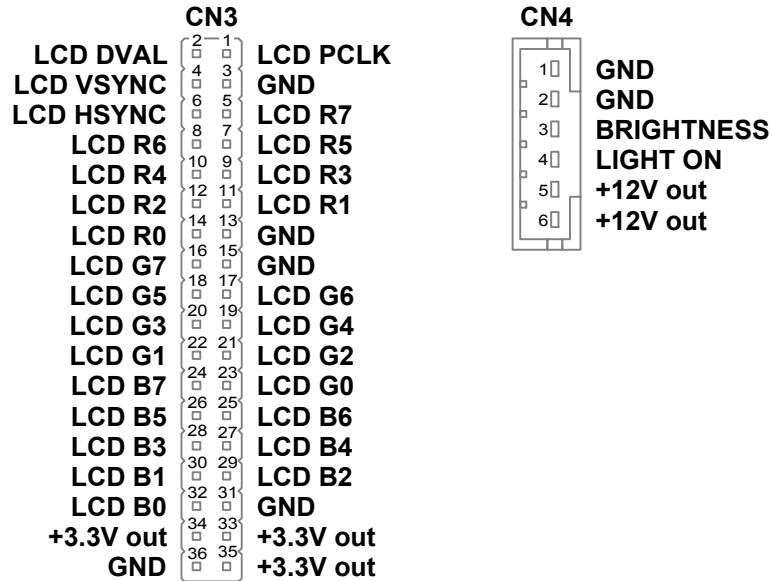 CN3
2 1
LCD DVAL LCD PCLK
4 3
LCD VSYNC GND
6 5
LCD HSYNC LCD R7
8 7
LCD R6 LCD R5
10 9
LCD R4 LCD R3
12 11
LCD R2 LCD R1
14 13
LCD R0 GND
16 15
LCD G7 GND
18 17
LCD G5 LCD G6
20 19
LCD G3 LCD G4
22 21
LCD G1 LCD G2
24 23
LCD B7 LCD G0
26 25
LCD B5 LCD B6
28 27
LCD B3 LCD B4
30 29
LCD B1 LCD B2
32 31
LCD B0 GND
34 33
+3.3V out +3.3V out
36 35
GND +3.3V out
CN4
1 GND
2 GND
3 BRIGHTNESS
4 LIGHT ON
5 +12V out
6 +12V out